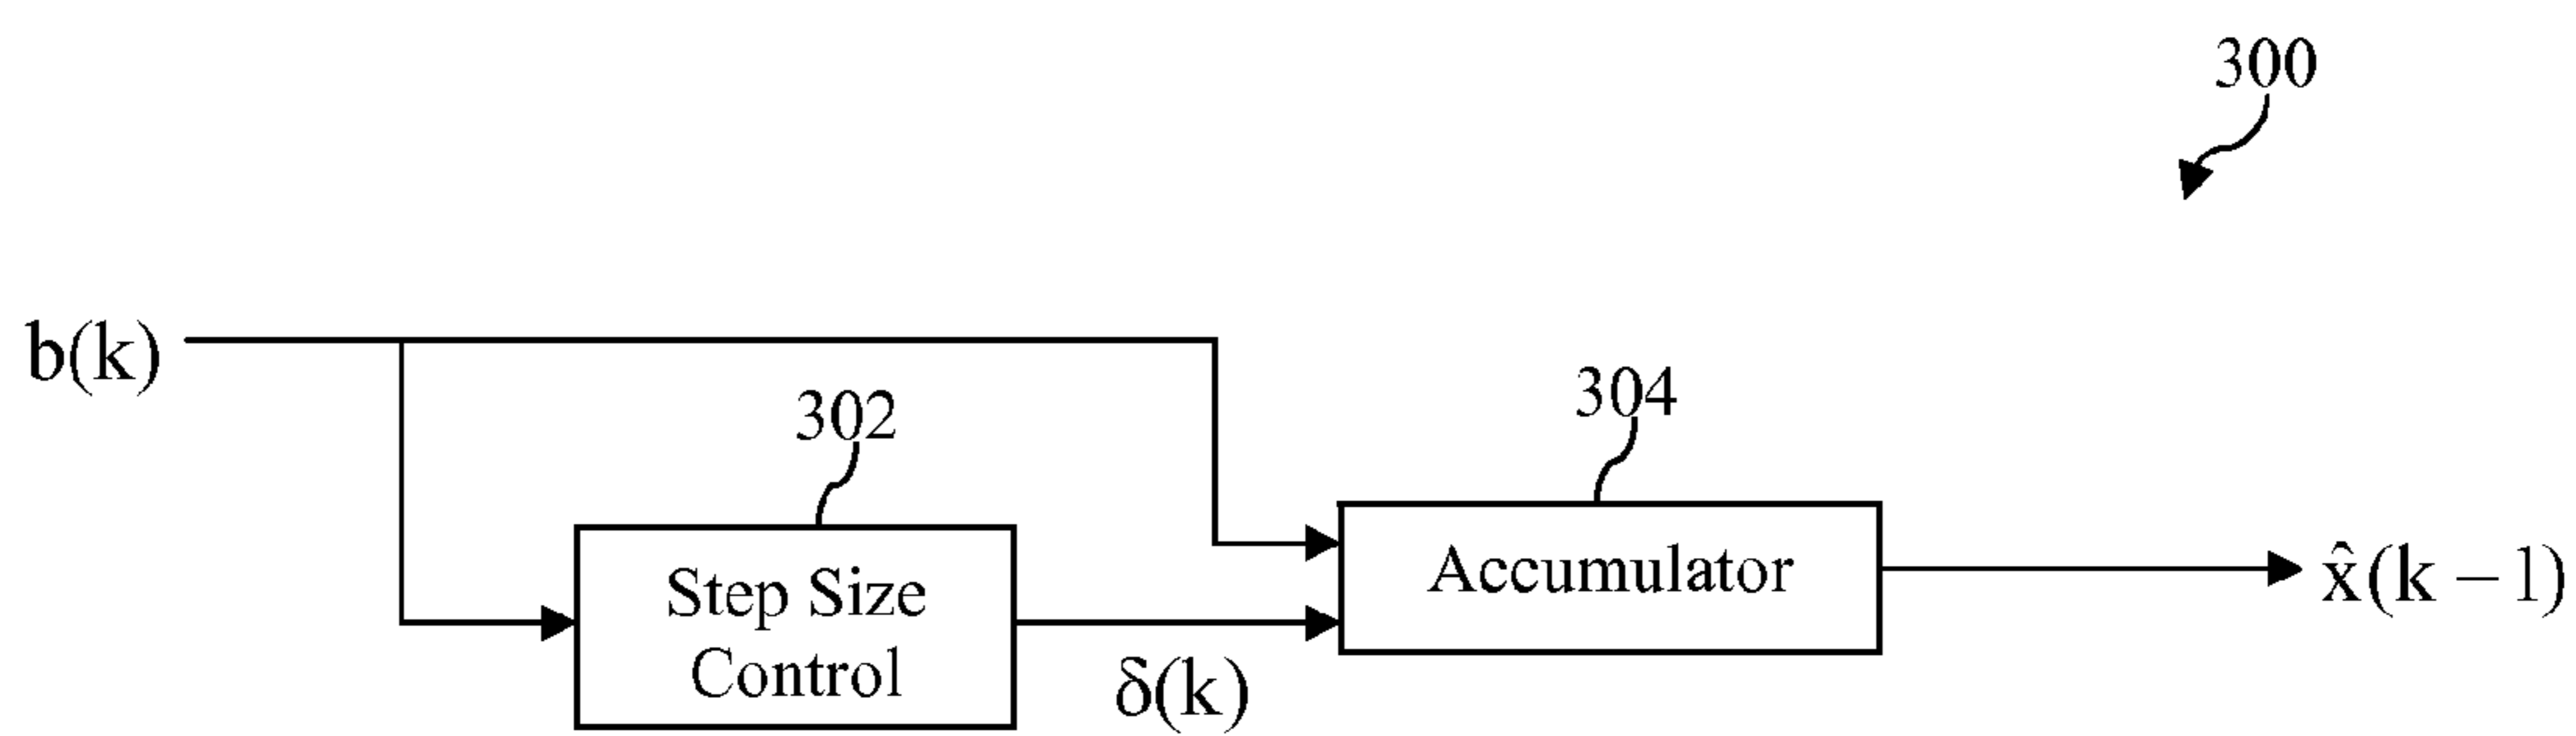 300
b(k)
302
304
Step Size
Control
Accumulator
x̂(k − 1)
δ(k)